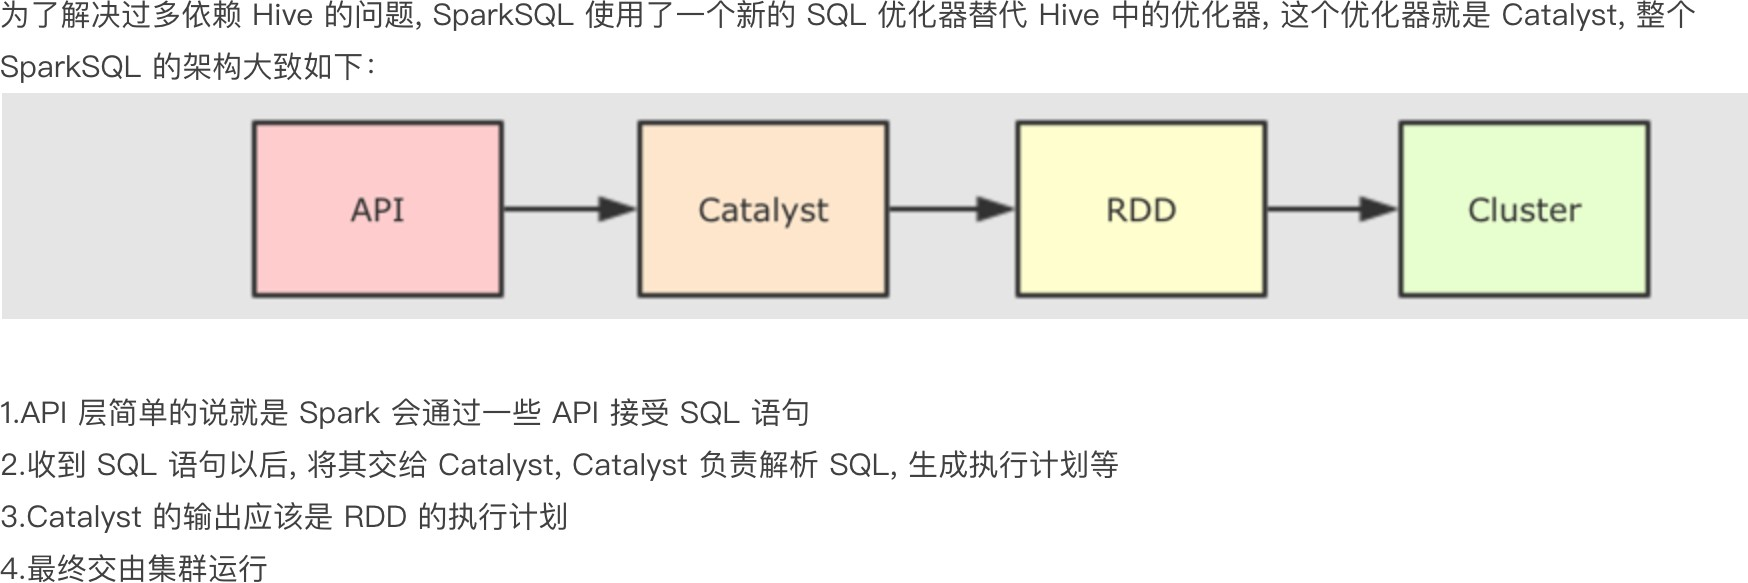 为了解决过多依赖 Hive 的问题, SparkSQL 使用了一个新的 SQL 优化器替代 Hive 中的优化器, 这个优化器就是 Catalyst, 整个
SparkSQL 的架构大致如下：
API
Catalyst
RDD
Cluster
1.API 层简单的说就是 Spark 会通过一些 API 接受 SQL 语句
2.收到 SQL 语句以后, 将其交给 Catalyst, Catalyst 负责解析 SQL, 生成执行计划等
3.Catalyst 的输出应该是 RDD 的执行计划
4.最终交由集群运行